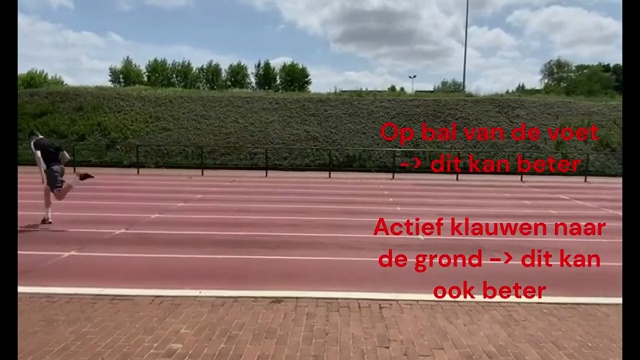 Op bal van de voet
-> dit kan beter
Actief klauwen naar
de grond -> dit kan
ook beter